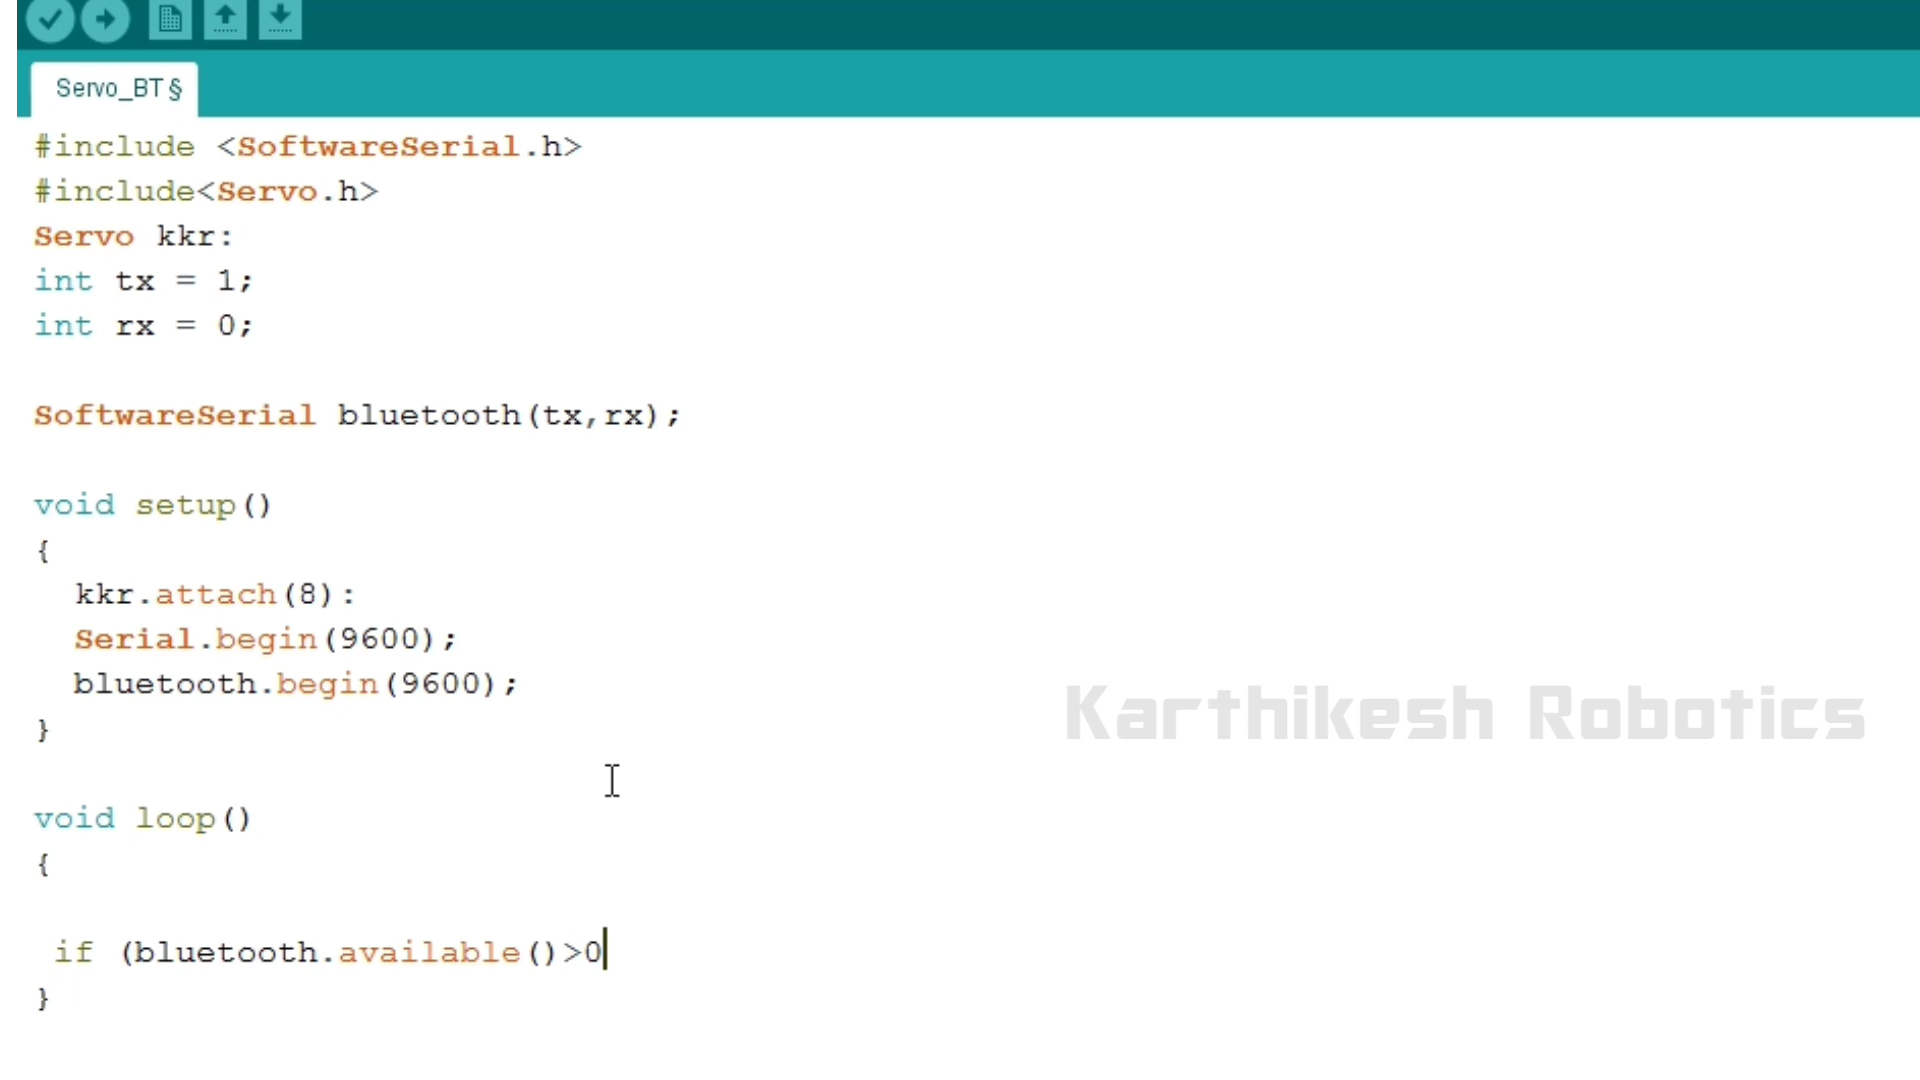 Servo_BT §
#include <SoftwareSerial.h>
#include<Servo.h>
Servo kkr:
int tx = 1;
int rx = 0;
SoftwareSerial bluetooth(tx,rx);
void setup()
{
kkr.attach(8):
Serial.begin(9600);
bluetooth.begin(9600);
}
Karthikesh Robotics
void loop()
{
if (bluetooth.available()>0
}